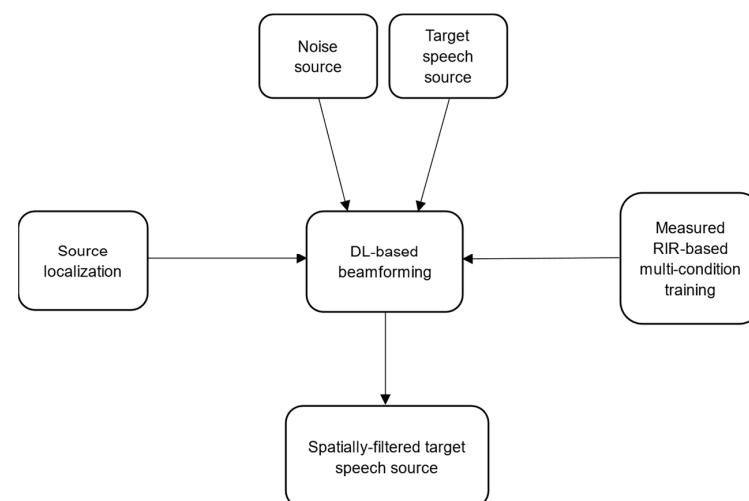 Noise
source
Target
speech
source
Source
localization
DL-based
beamforming
Measured
RIR-based
multi-condition
training
Spatially-filtered target
speech source